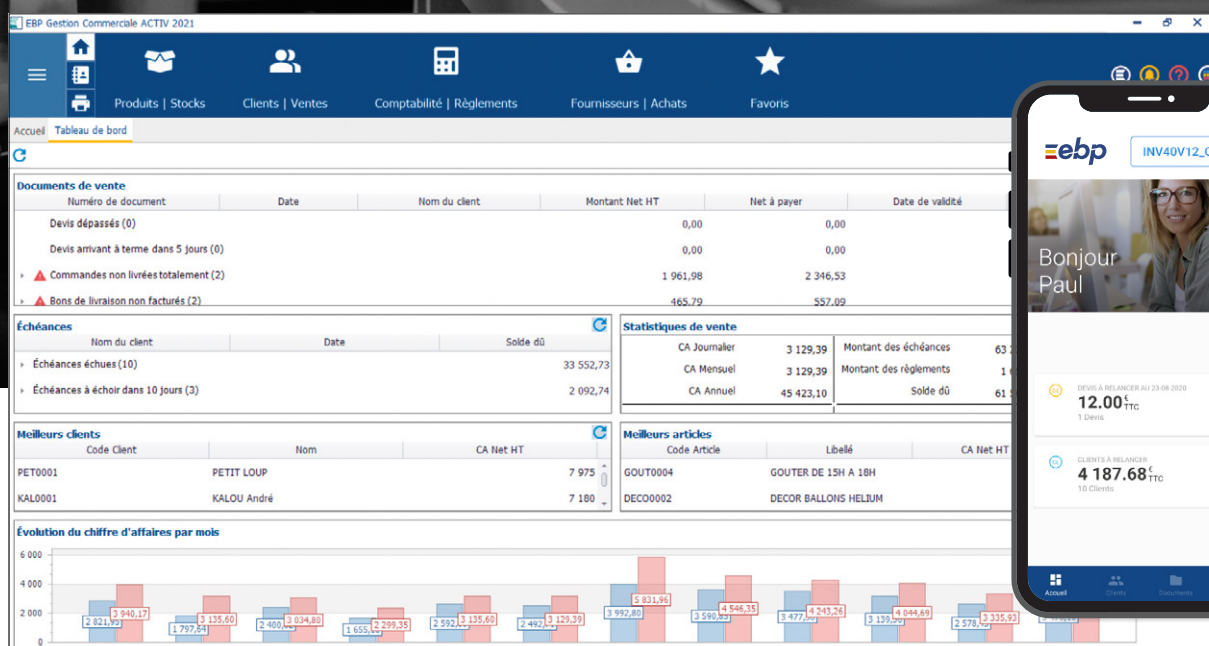 EBP Gestion Commerciale ACTIV 2021
Produits | Stocks Clients | Ventes Comptabilité | Règlements Fournisseurs | Achats Favoris
Accueil Tableau de bord
Documents de vente
Numéro de document Date Nom du client Montant Net HT Net à payer Date de validité
Devis dépassés (0) 0,00 0,00
Devis arrivant à terme dans 5 jours (0) 0,00 0,00
Commandes non livrées totalement (2) 1 961,98 2 346,53
Bons de livraison non facturés (2) 465,79 557,09
Échéances
Nom du client Date Solde dû
Échéances échues (10) 33 552,73
Échéances à échoir dans 10 jours (3) 2 092,74
Statistiques de vente
CA Journalier 3 129,39 Montant des échéances 63
CA Mensuel 3 129,39 Montant des règlements 1
CA Annuel 45 423,10 Solde dû 61
Meilleurs clients
Code Client Nom CA Net HT
PET0001 PETIT LOUP 7 975
KAL0001 KALOU André 7 180
Meilleurs articles
Code Article Libellé CA Net HT
GOUT0004 GOUTER DE 15H A 18H
DECO0002 DECOR BALLONS HELIUM
Évolution du chiffre d'affaires par mois
6 000
4 000
2 000
0
3 940,17 3 135,60 3 034,80 2 299,35 3 135,60 3 129,39 3 992,80 5 831,96 4 546,35 4 243,26 4 044,69 3 335,93
ebp
INV40V12
Bonjour
Paul
DEVIS À RELANCER AU 23-08-2020
12.00 € TTC
1 Devis
CLIENTS À RELANCER
4 187.68 € TTC
10 Clients
Accueil Clients Documents